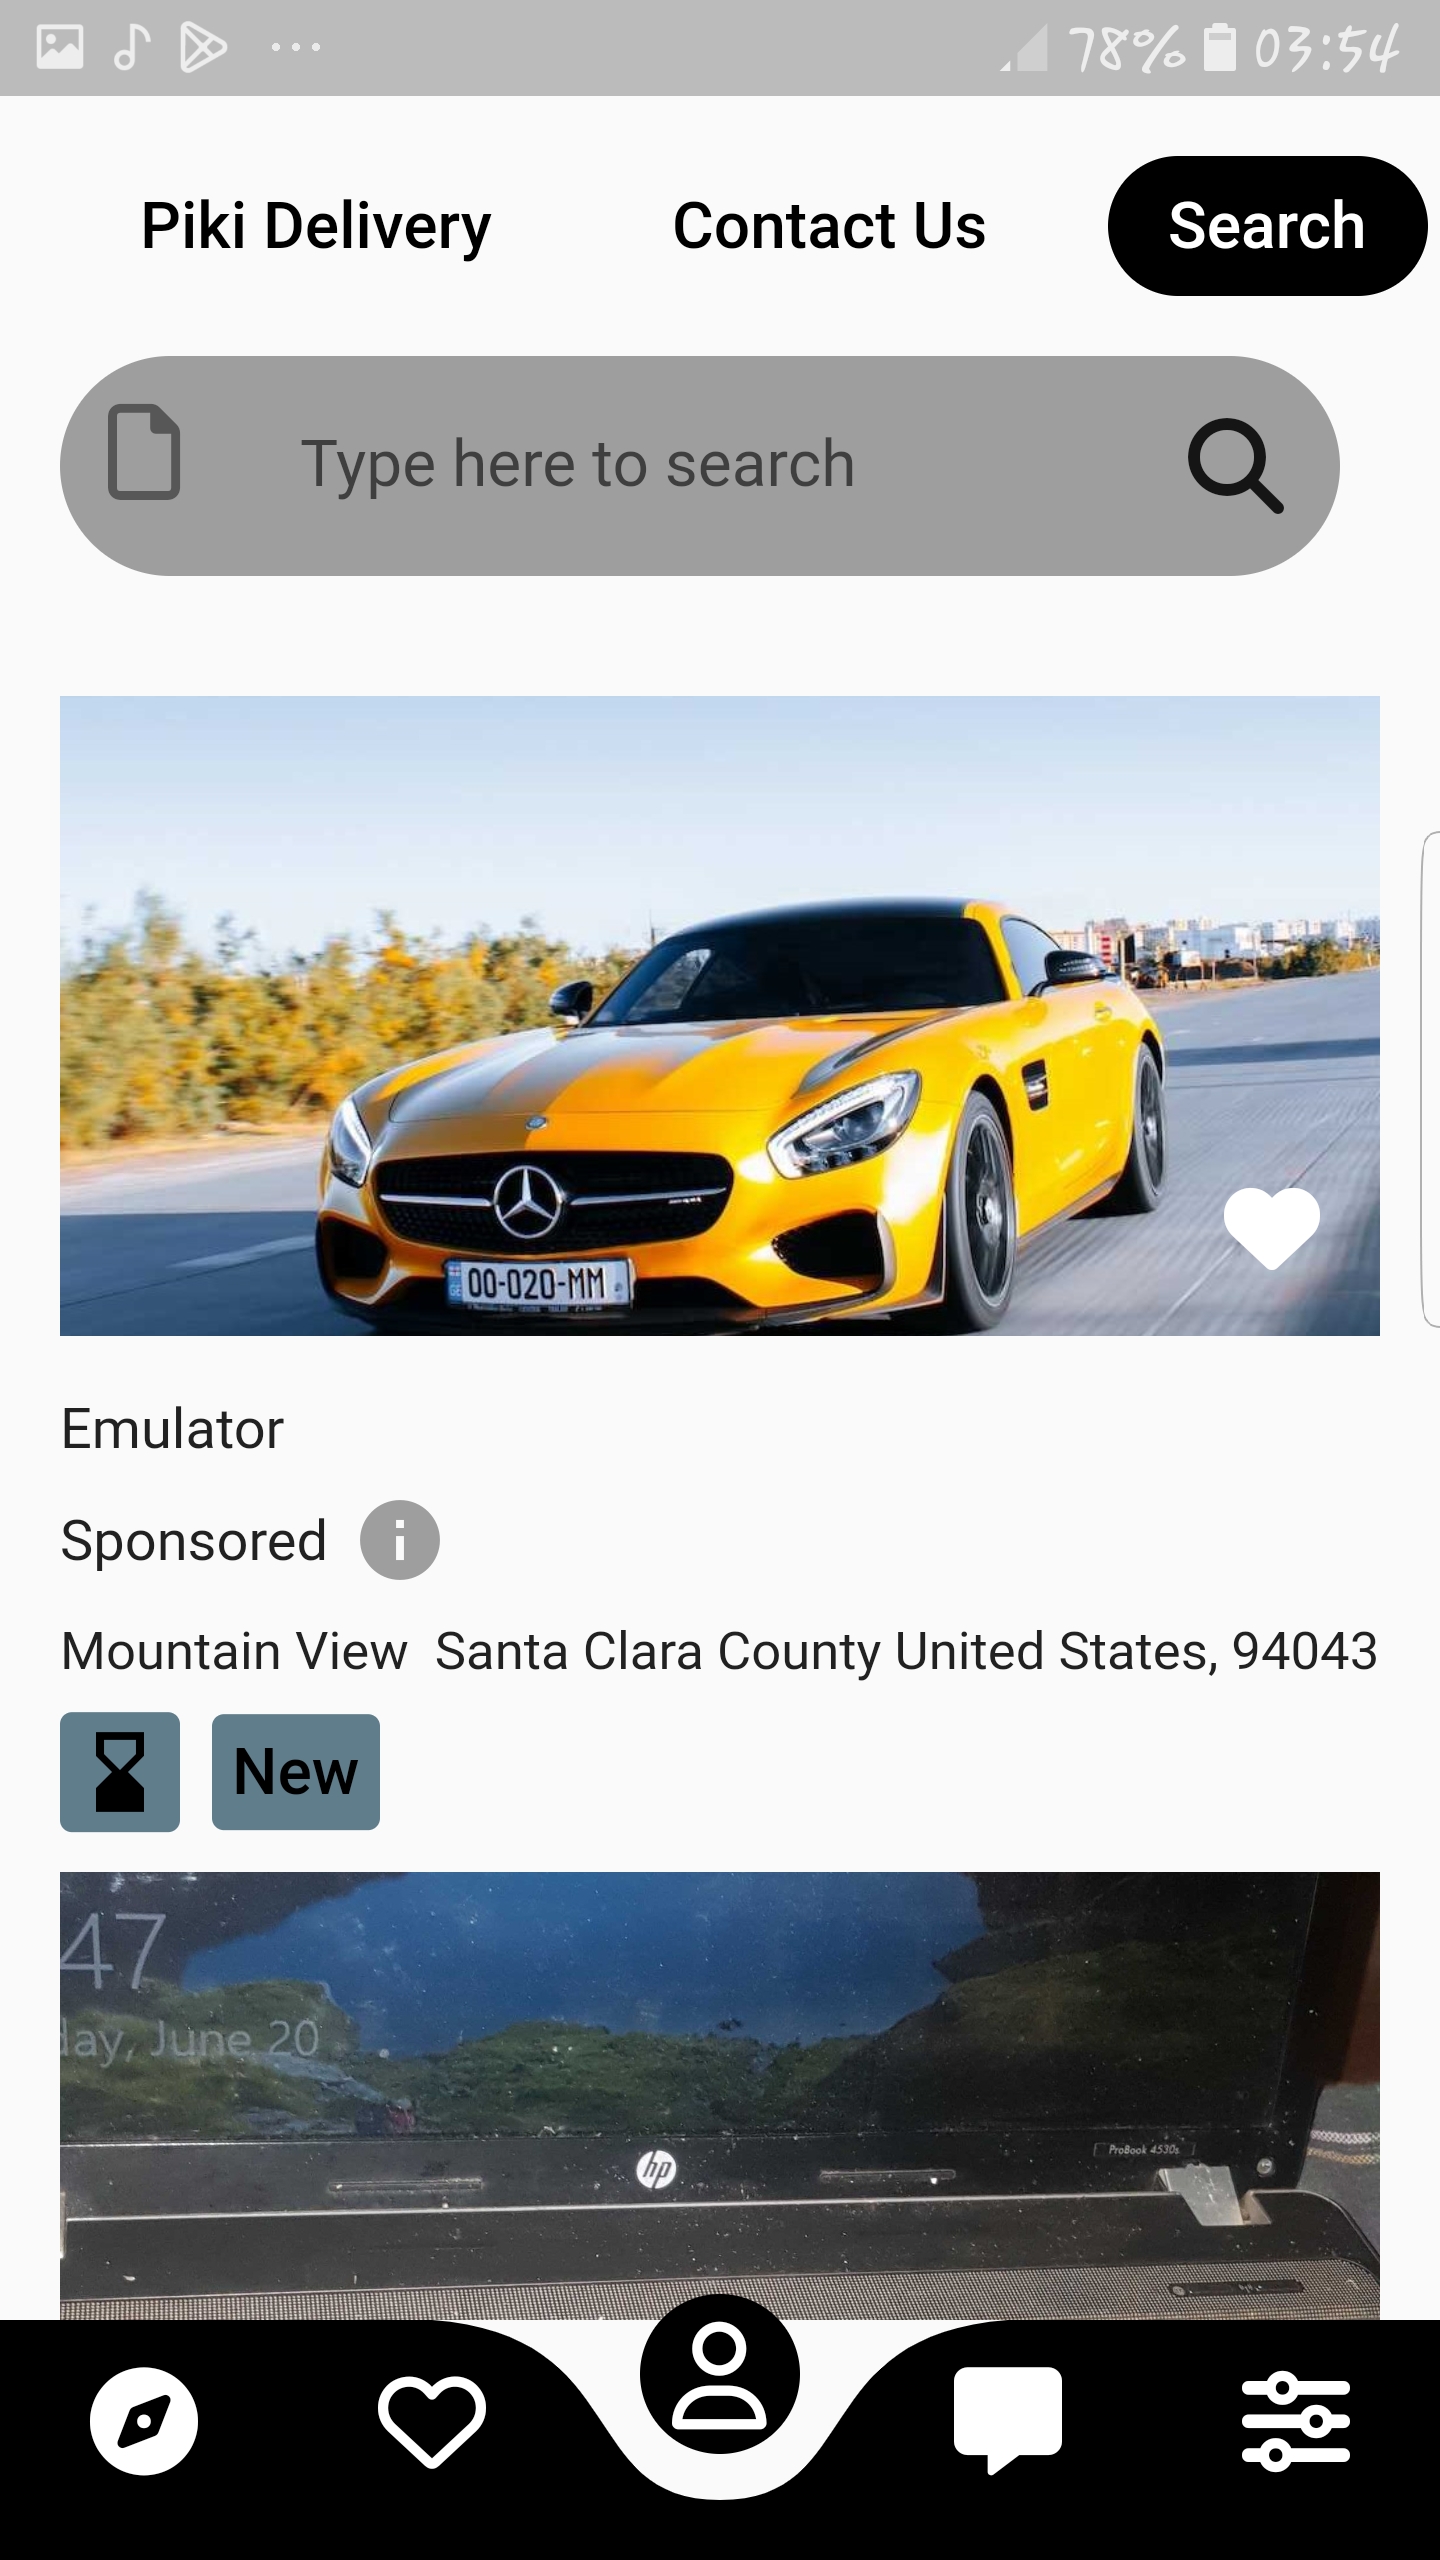 78% 03:54
Piki Delivery Contact Us Search
Type here to search
00-020-MM
Emulator
Sponsored
Mountain View Santa Clara County United States, 94043
New
47
day, June 20
ProBook 4530s
hp